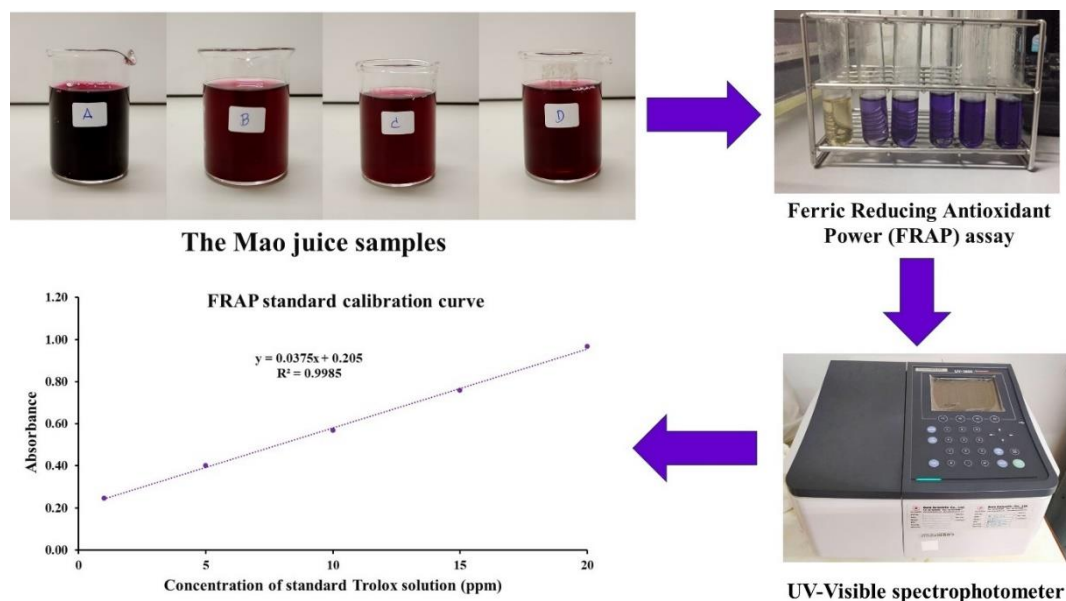 A
B
C
D
The Mao juice samples
Ferric Reducing Antioxidant
Power (FRAP) assay
FRAP standard calibration curve
y = 0.0375x + 0.205
R² = 0.9985
Absorbance
1.20
1.00
0.80
0.60
0.40
0.20
0.00
0
5
10
15
20
Concentration of standard Trolox solution (ppm)
UV-Visible spectrophotometer